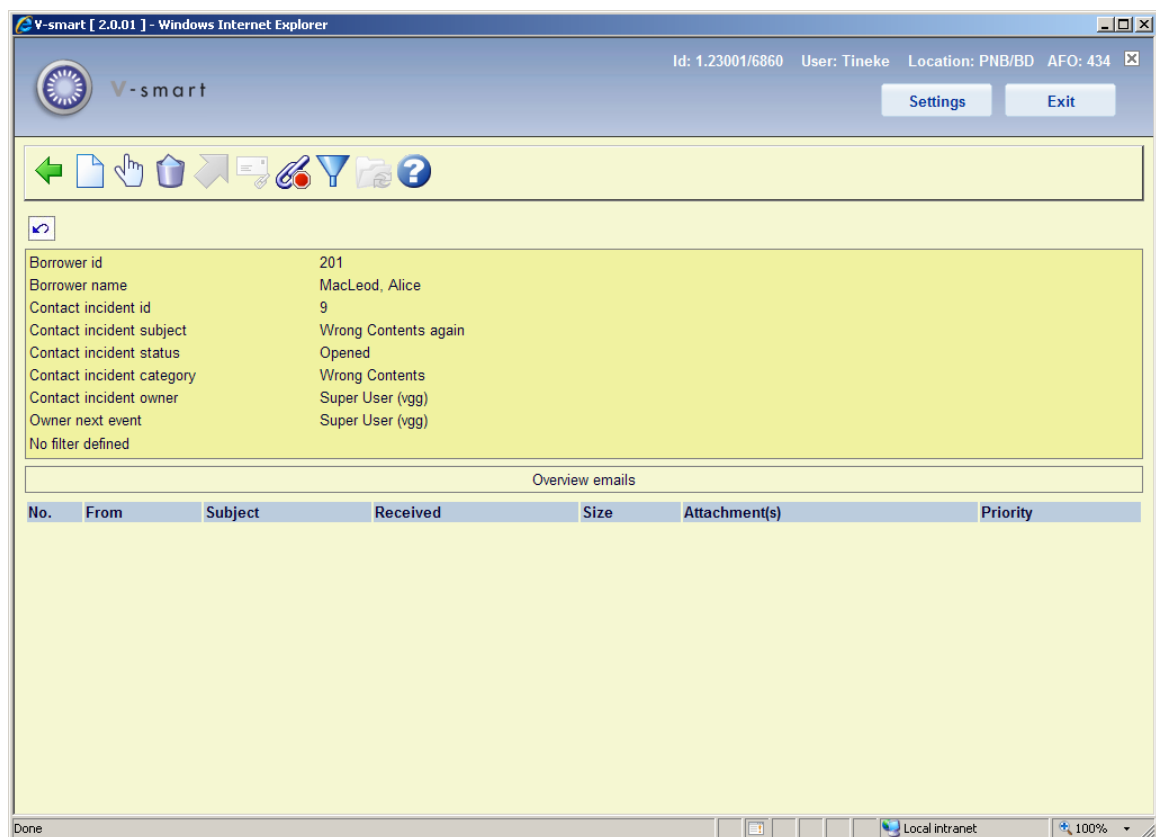 V-smart [ 2.0.01 ] - Windows Internet Explorer
Id: 1.23001/6860 User: Tineke Location: PNB/BD AFO: 434
V-smart
Settings Exit
Borrower id 201
Borrower name MacLeod, Alice
Contact incident id 9
Contact incident subject Wrong Contents again
Contact incident status Opened
Contact incident category Wrong Contents
Contact incident owner Super User (vgg)
Owner next event Super User (vgg)
No filter defined
Overview emails
No. From Subject Received Size Attachment(s) Priority
Done Local intranet 100%